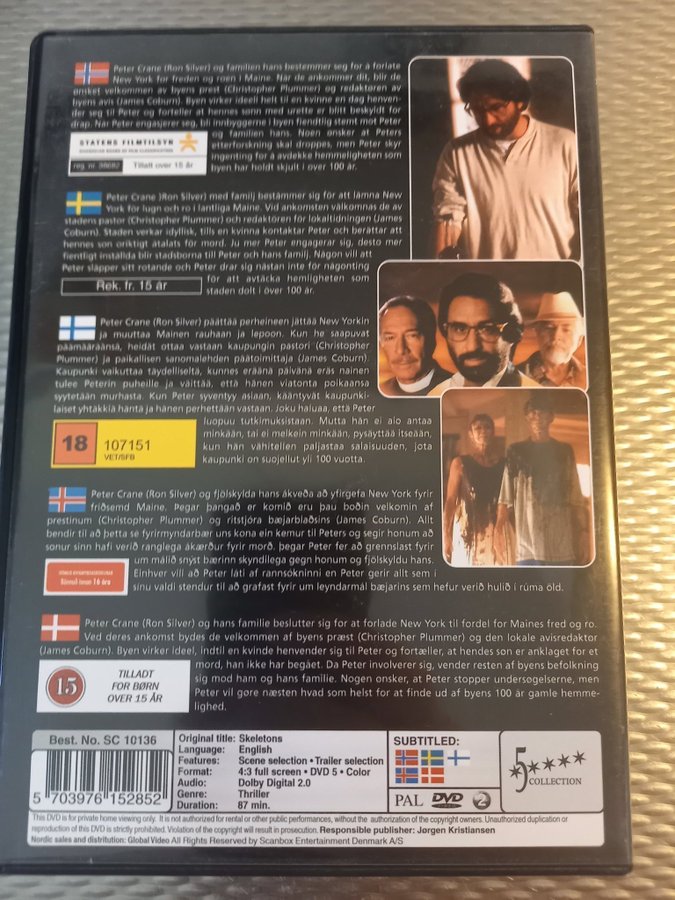 Peter Crane (Ron Silver) og familien hans bestemmer seg for å forlate
New York for freden og roen i Maine. Når de ankommer dit, blir de
ønsket velkommen av byens prest (Christopher Plummer) og redaktøren av
byens avis (James Coburn). Byen virker ideell helt til en kvinne en dag henven-
der seg til Peter og forteller at hennes sønn med urette er blitt beskyldt for
drap. Når Peter engasjerer seg, bli innbyggerne i byen fiendtlig stemt mot Peter
og familien hans. Noen ønsker at Peters
etterforskning skal droppes, men Peter skyr
ingenting for å avdekke hemmeligheten som
byen har holdt skjult i over 100 år.
STATENS FILMTILSYN
NORWEGIAN BOARD OF FILM CLASSIFICATION
reg. nr.
Tillatt over 15 år
Peter Crane )Ron Silver) med familj bestämmer sig för att lämna New
York för lugn och ro i lantliga Maine. Vid ankomsten välkomnas de av
stadens pastor (Christopher Plummer) och redaktören för lokaltidningen (James
Coburn). Staden verkar idyllisk, tills en kvinna kontaktar Peter och berättar att
hennes son oriktigt åtalats för mord. Ju mer Peter engagerar sig, desto mer
fientligt inställda blir stadsborna till Peter och hans familj. Någon vill att
Peter släpper sitt rotande och Peter drar sig nästan inte för någonting
för att avtäcka hemligheten som
staden dolt i över 100 år.
Rek. fr. 15 år
Peter Crane (Ron Silver) päättää perheineen jättää New Yorkin
ja muuttaa Mainen rauhaan ja lepoon. Kun he saapuvat
päämääräänsä, heidät ottaa vastaan kaupungin pastori (Christopher
Plummer) ja paikallisen sanomalehden päätoimittaja (James Coburn).
Kaupunki vaikuttaa täydelliseltä, kunnes eräänä päivänä eräs nainen
tulee Peterin puheille ja väittää, että hänen viatonta poikaansa
syytetään murhasta. Kun Peter syventyy asiaan, kääntyvät kaupunki-
laiset yhtäkkiä häntä ja hänen perhettään vastaan. Joku haluaa, että Peter
luopuu tutkimuksistaan. Mutta hän ei aio antaa
minkään, tai ei melkein minkään, pysäyttää itseään,
kun hän vähitellen paljastaa salaisuuden, jota
kaupunki on suojellut yli 100 vuotta.
18
107151
VET/SFB
Peter Crane (Ron Silver) og fjölskylda hans ákveða að yfirgefa New York fyrir
friðsemd Maine. Þegar þangað er komið eru þau boðin velkomin af
prestinum (Christopher Plummer) og ritstjóra bæjarblaðsins (James Coburn). Allt
bendir til að þetta se fyrirmyndarbær uns kona ein kemur til Peters og segir honum að
sonur sinn hafi verið ranglega ákærður fyrir morð. þegar Peter fer að grennslast fyrir
um málið snýst bærinn skyndilega gegn honum og fjölskyldu hans.
Einhver vill að Peter láti af rannsókninni en Peter gerir allt sem í
sínu valdi stendur til að grafast fyrir um leyndarmál bæjarins sem hefur verið hulið í rúma öld.
Bönnuð innan 16 ára
Peter Crane (Ron Silver) og hans familie beslutter sig for at forlade New York til fordel for Maines fred og ro.
Ved deres ankomst bydes de velkommen af byens præst (Christopher Plummer) og den lokale avisredaktør
(James Coburn). Byen virker ideel, indtil en kvinde henvender sig til Peter og fortæller, at hendes søn er anklaget for et
mord, han ikke har begået. Da Peter involverer sig, vender resten af byens befolkning
sig mod ham og hans familie. Nogen ønsker, at Peter stopper undersøgelserne, men
Peter vil gøre næsten hvad som helst for at finde ud af byens 100 år gamle hemme-
lighed.
15
TILLADT
FOR BØRN
OVER 15 ÅR
Best. No. SC 10136
5 703976 152852
Original title: Skeletons
Language: English
Features: Scene selection • Trailer selection
Format: 4:3 full screen • DVD 5 • Color
Audio: Dolby Digital 2.0
Genre: Thriller
Duration: 87 min.
SUBTITLED:
PAL DVD 2
5
COLLECTION
This DVD is for private home viewing only. It is not authorized for rental or other public performances, without the authorization of the copyright owners. Unauthorized duplication or
reproduction of this DVD is strictly prohibited. Violation of the copyright will result in prosecution. Responsible publisher: Jørgen Kristiansen
Nordic sales and distribution: Global Video All Rights Reserved by Scanbox Entertainment Denmark A/S